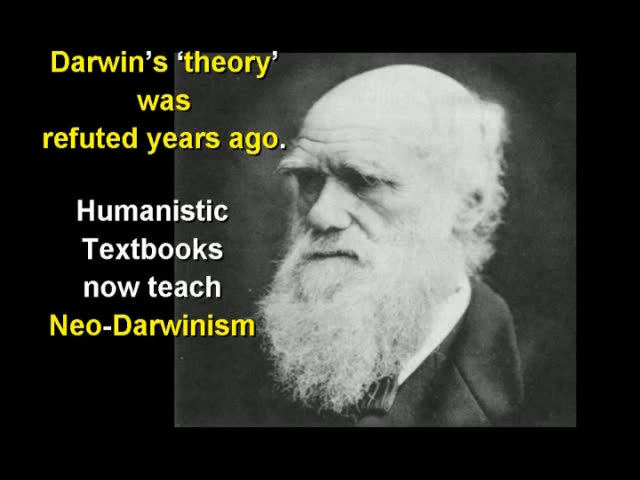 Darwin's 'theory'
was
refuted years ago.
Humanistic
Textbooks
now teach
Neo-Darwinism